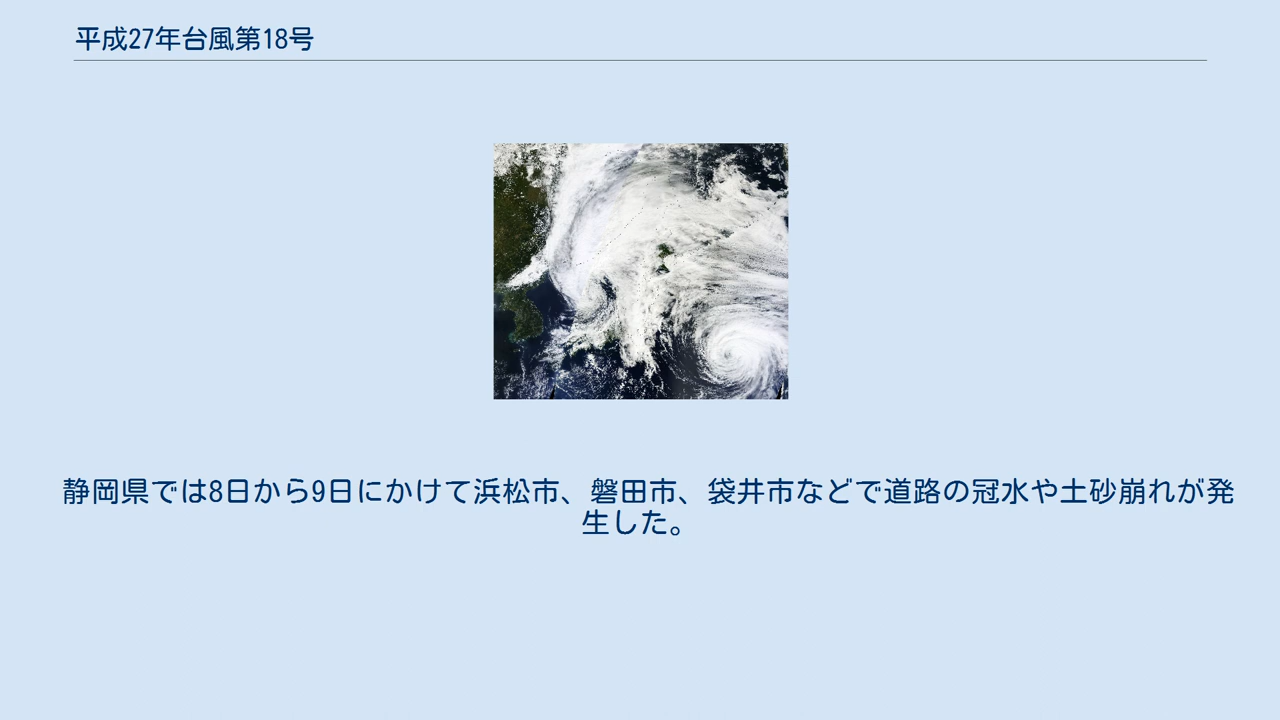 平成27年台風第18号
静岡県では8日から9日にかけて浜松市、磐田市、袋井市などで道路の冠水や土砂崩れが発
生した。